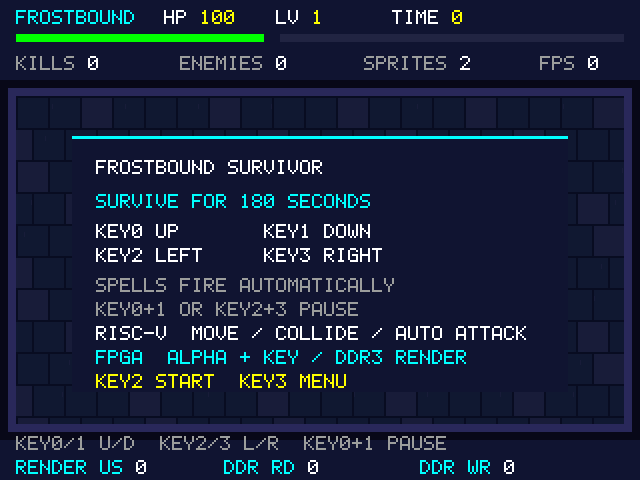 FROSTBOUND HP 100 LV 1 TIME 0
KILLS 0 ENEMIES 0 SPRITES 2 FPS 0
FROSTBOUND SURVIVOR
SURVIVE FOR 180 SECONDS
KEY0 UP KEY1 DOWN
KEY2 LEFT KEY3 RIGHT
SPELLS FIRE AUTOMATICALLY
KEY0+1 OR KEY2+3 PAUSE
RISC-V MOVE / COLLIDE / AUTO ATTACK
FPGA ALPHA + KEY / DDR3 RENDER
KEY2 START KEY3 MENU
KEY0/1 U/D KEY2/3 L/R KEY0+1 PAUSE
RENDER US 0 DDR RD 0 DDR WR 0